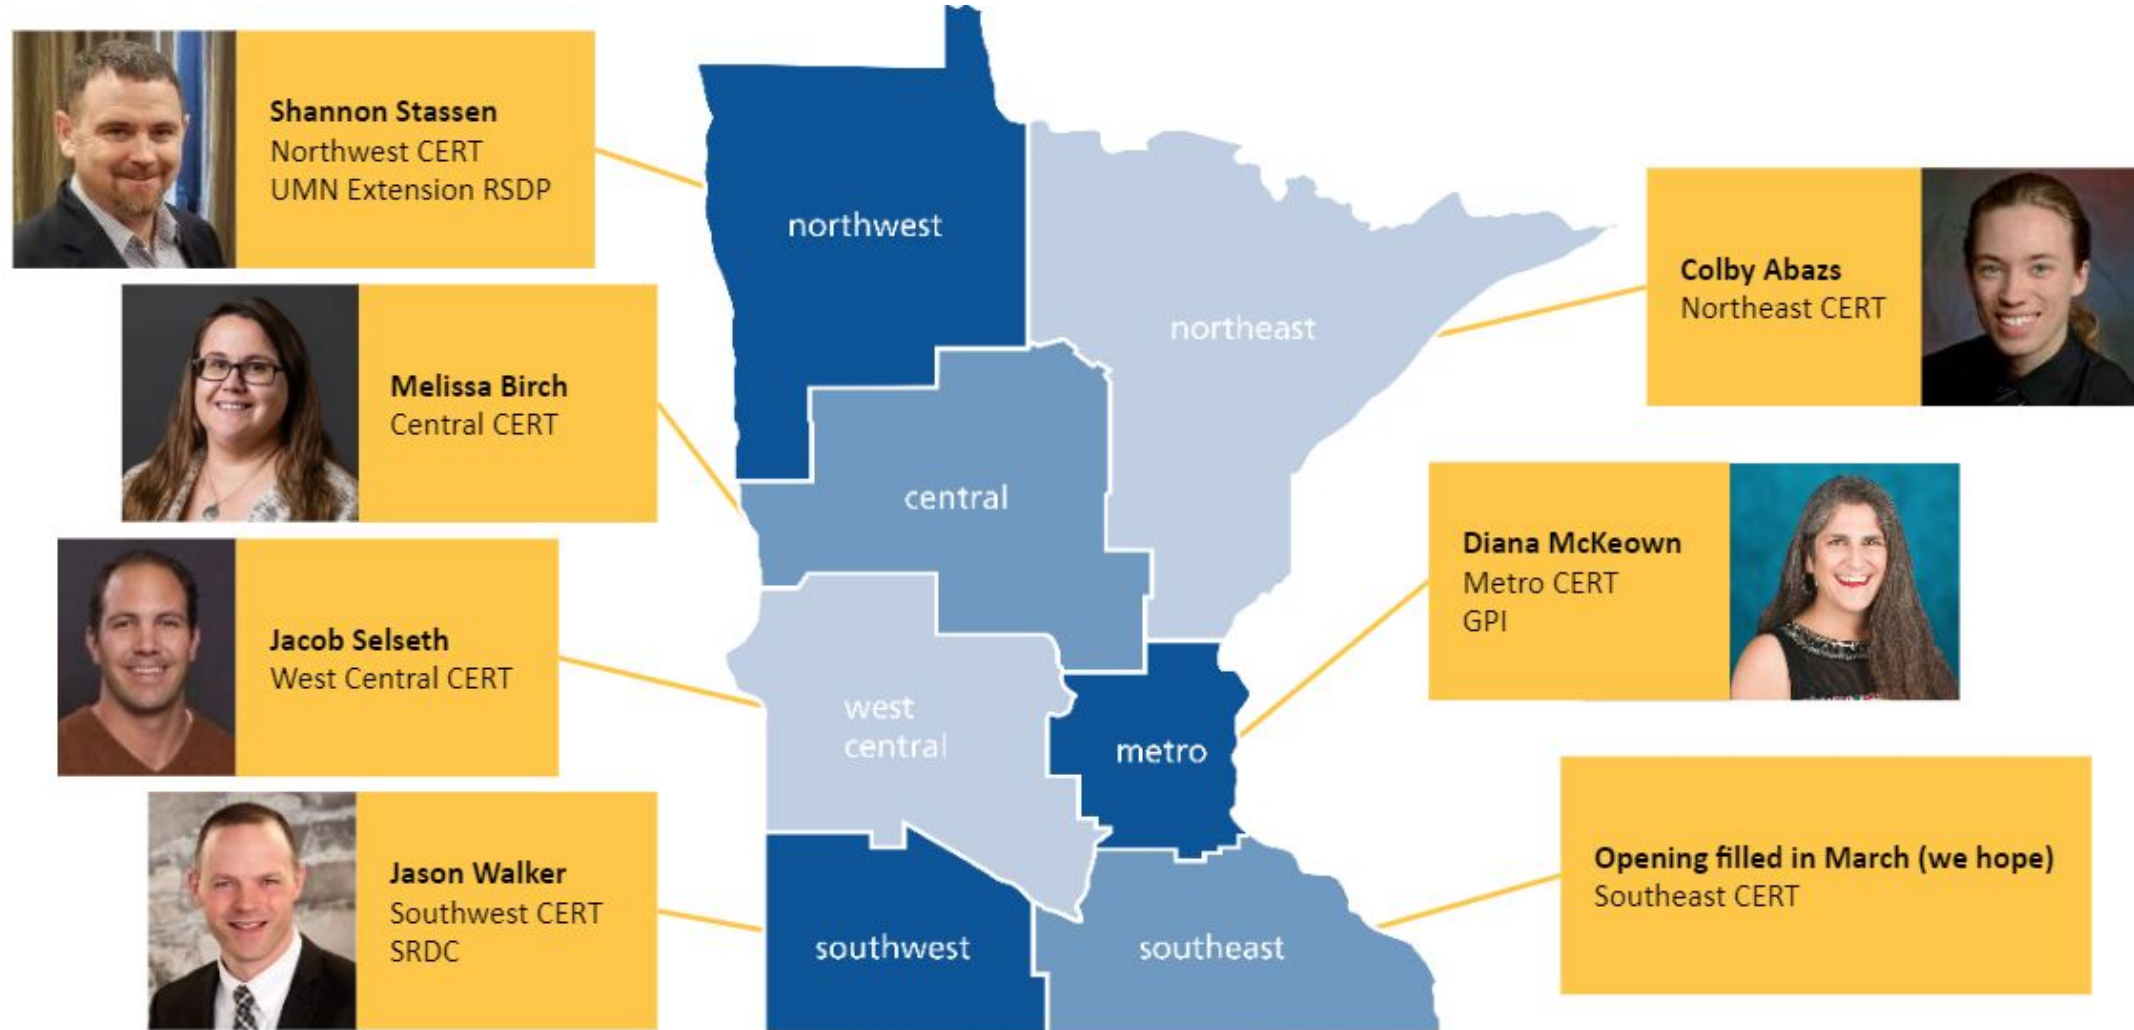 Shannon Stassen
Northwest CERT
UMN Extension RSDP
Melissa Birch
Central CERT
Jacob Selseth
West Central CERT
Jason Walker
Southwest CERT
SRDC
northwest
northeast
central
west
central
metro
southwest
southeast
Colby Abazs
Northeast CERT
Diana McKeown
Metro CERT
GPI
Opening filled in March (we hope)
Southeast CERT